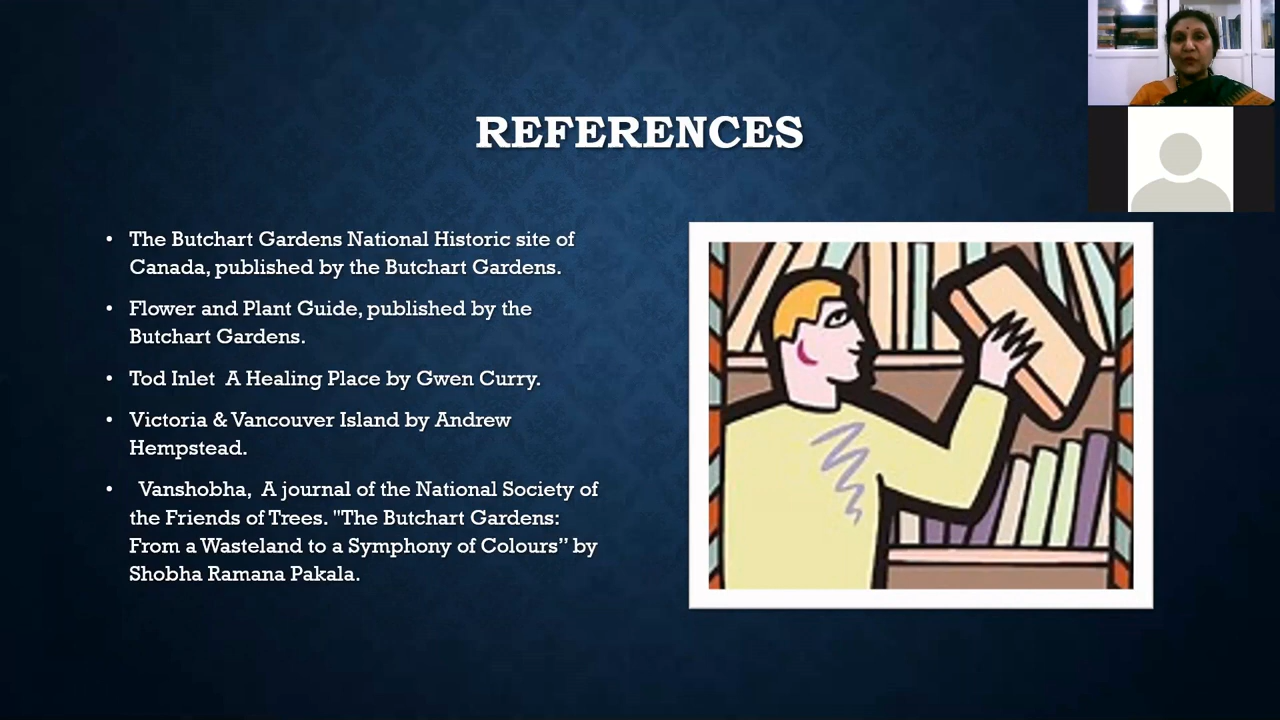 REFERENCES
• The Butchart Gardens National Historic site of
Canada, published by the Butchart Gardens.
• Flower and Plant Guide, published by the
Butchart Gardens.
• Tod Inlet  A Healing Place by Gwen Curry.
• Victoria & Vancouver Island by Andrew
Hempstead.
•  Vanshobha,  A journal of the National Society of
the Friends of Trees. "The Butchart Gardens:
From a Wasteland to a Symphony of Colours” by
Shobha Ramana Pakala.